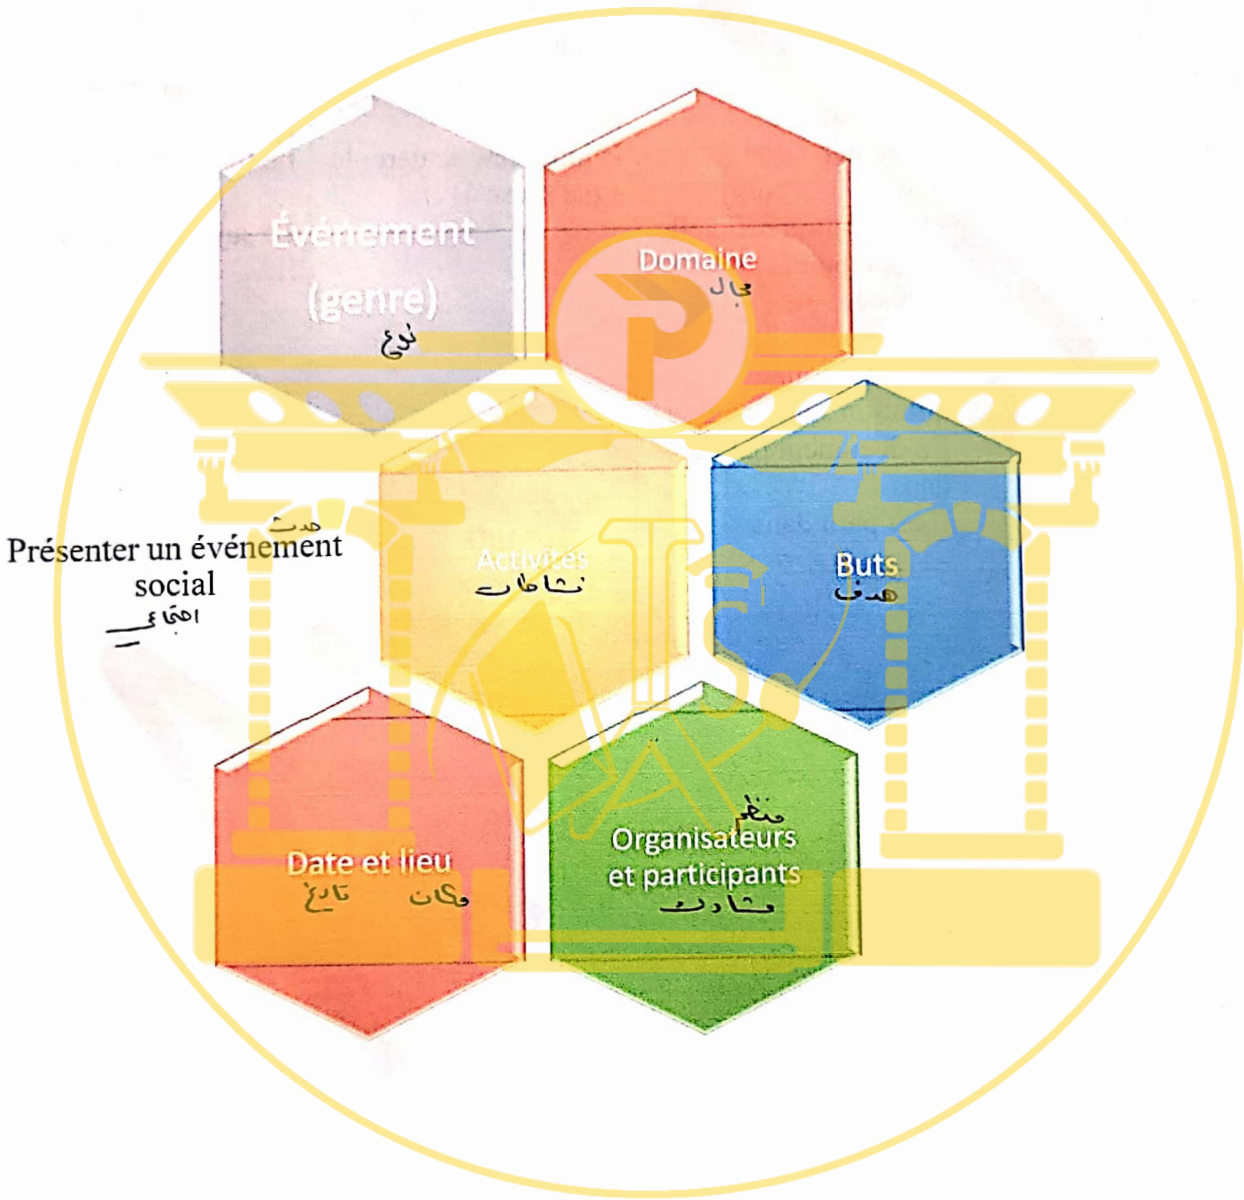 Événement
(genre)
نوع
Domaine
مجال
حدث
Présenter un événement
social
اجتماعي
Activités
نشاطات
Buts
هدف
Date et lieu
تاريخ مكان
منظم
Organisateurs
et participants
مشارك